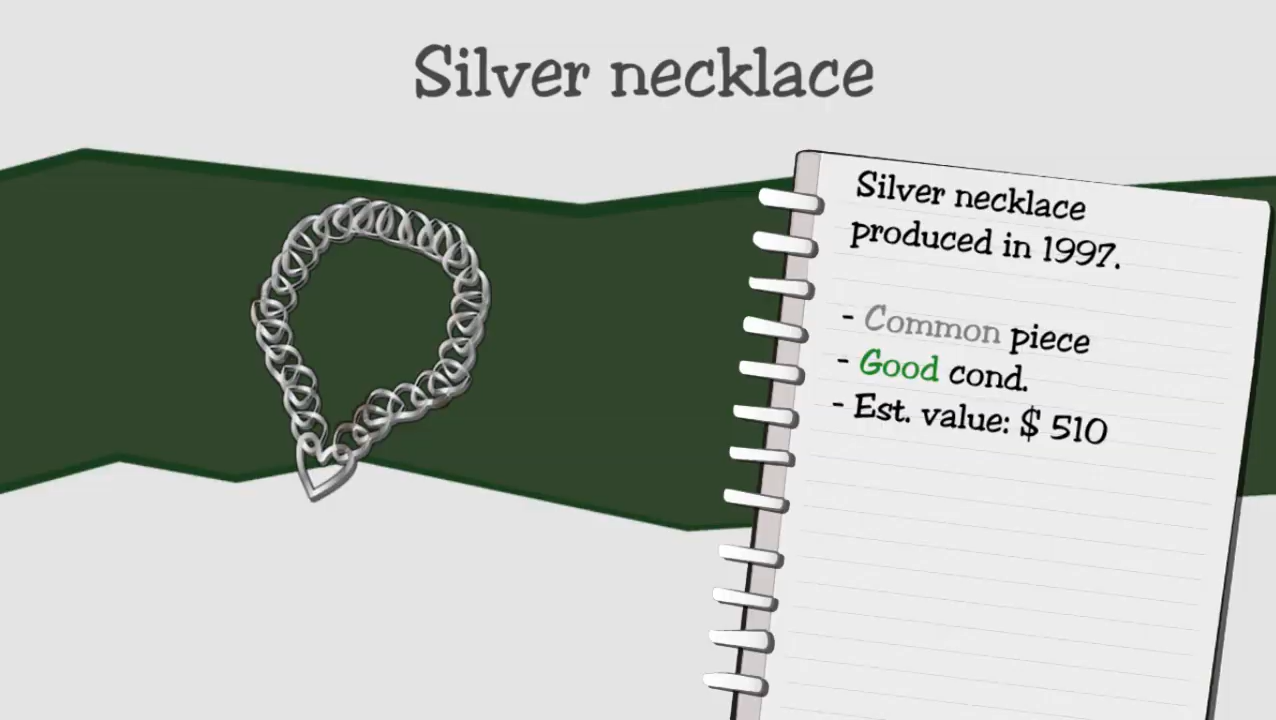 Silver necklace
Silver necklace
produced in 1997.
- Common piece
- Good cond.
- Est. value: $ 510